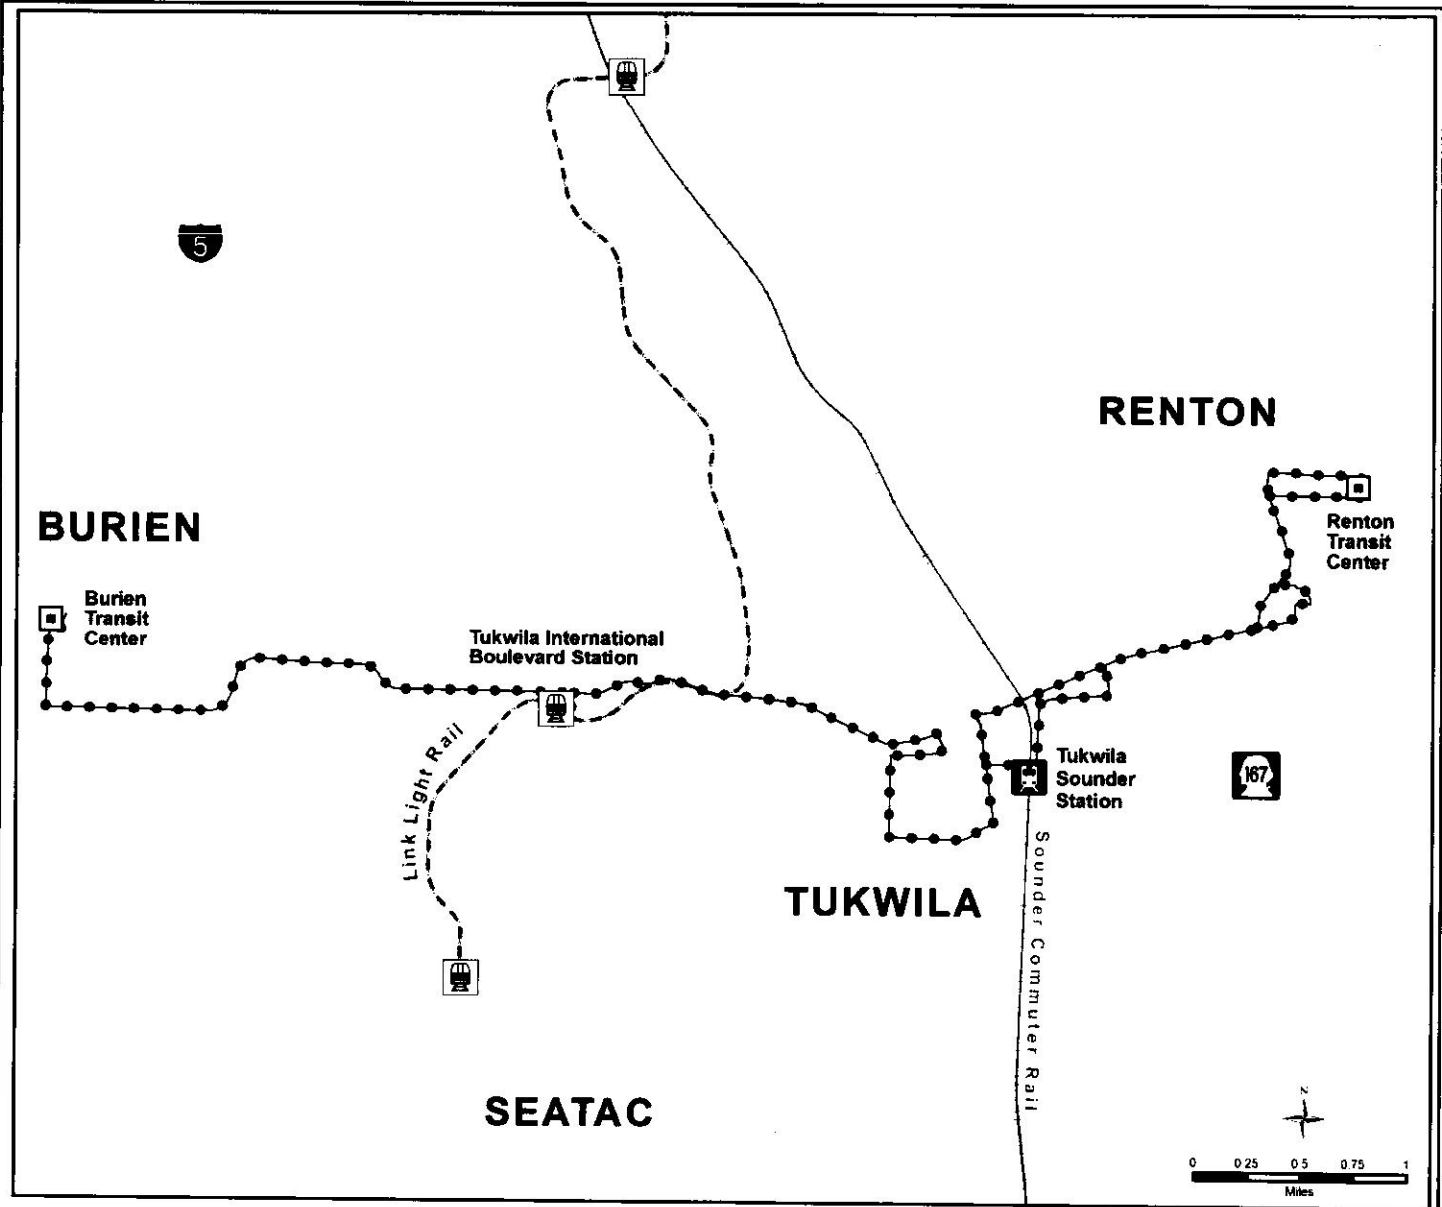 5
RENTON
Renton
Transit
Center
BURIEN
Burien
Transit
Center
Tukwila International
Boulevard Station
Link Light Rail
Tukwila
Sounder
Station
167
Sounder Commuter Rail
TUKWILA
SEATAC
N
0 0.25 0.5 0.75 1
Miles